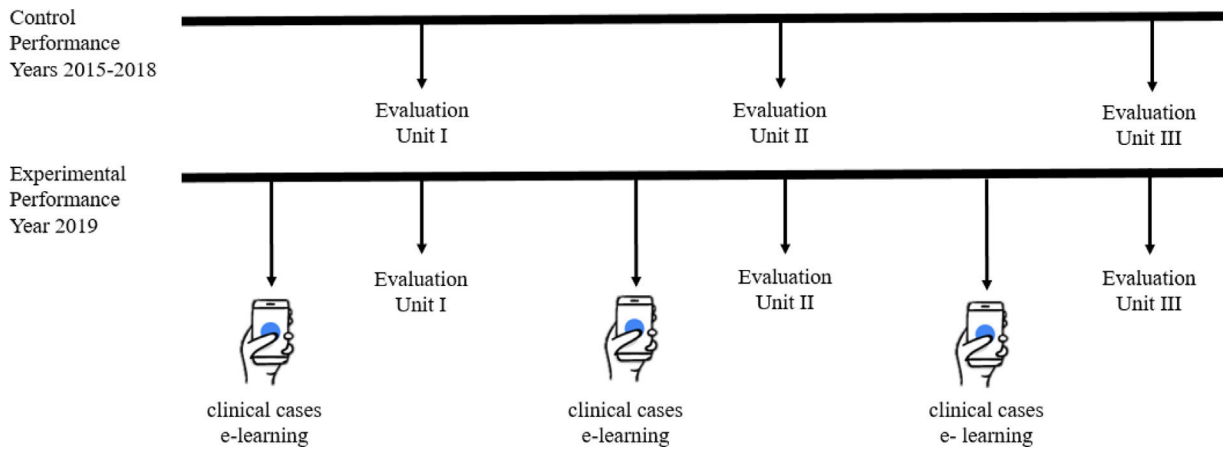 Control
Performance
Years 2015-2018
Evaluation
Unit I
Evaluation
Unit II
Evaluation
Unit III
Experimental
Performance
Year 2019
Evaluation
Unit I
Evaluation
Unit II
Evaluation
Unit III
clinical cases
e-learning
clinical cases
e-learning
clinical cases
e- learning